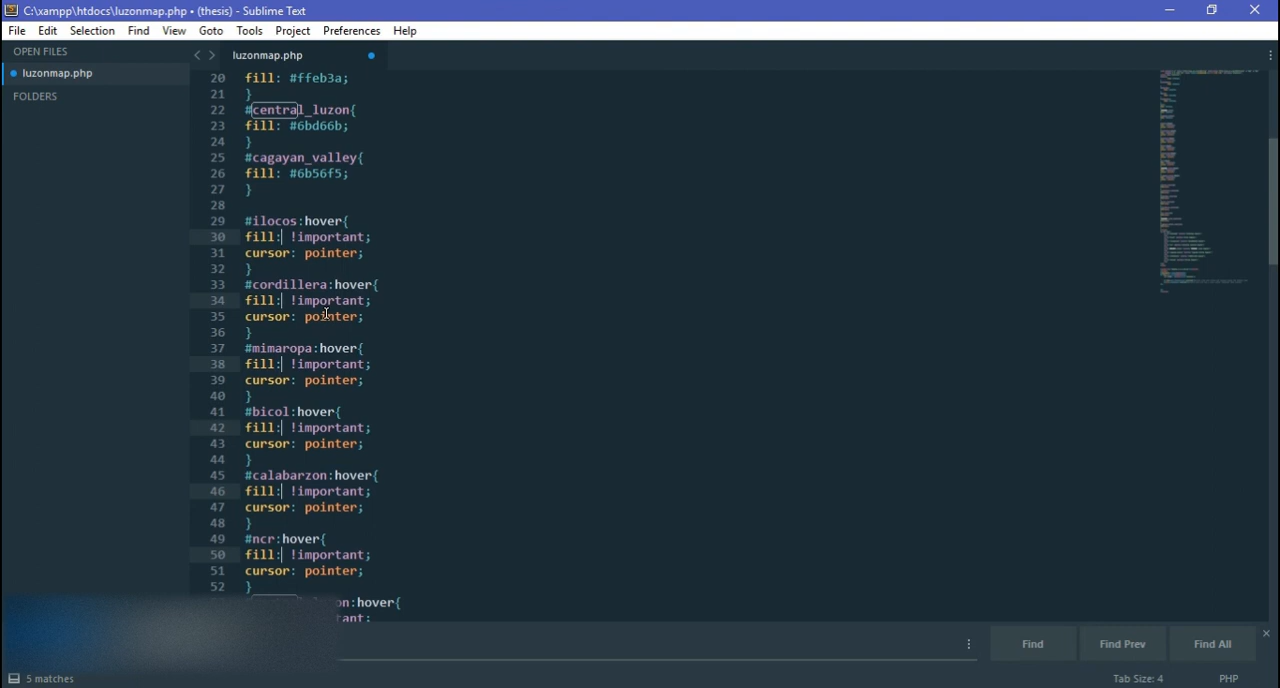 C:\xampp\htdocs\luzonmap.php • (thesis) - Sublime Text
File Edit Selection Find View Goto Tools Project Preferences Help
OPEN FILES
luzonmap.php
FOLDERS
luzonmap.php
20 fill: #ffeb3a;
21 }
22 #central_luzon{
23 fill: #6bd66b;
24 }
25 #cagayan_valley{
26 fill: #6b56f5;
27 }
28
29 #ilocos:hover{
30 fill: !important;
31 cursor: pointer;
32 }
33 #cordillera:hover{
34 fill: !important;
35 cursor: pointer;
36 }
37 #mimaropa:hover{
38 fill: !important;
39 cursor: pointer;
40 }
41 #bicol:hover{
42 fill: !important;
43 cursor: pointer;
44 }
45 #calabarzon:hover{
46 fill: !important;
47 cursor: pointer;
48 }
49 #ncr:hover{
50 fill: !important;
51 cursor: pointer;
52 }
on:hover{
tant;
Find Find Prev Find All
5 matches Tab Size: 4 PHP